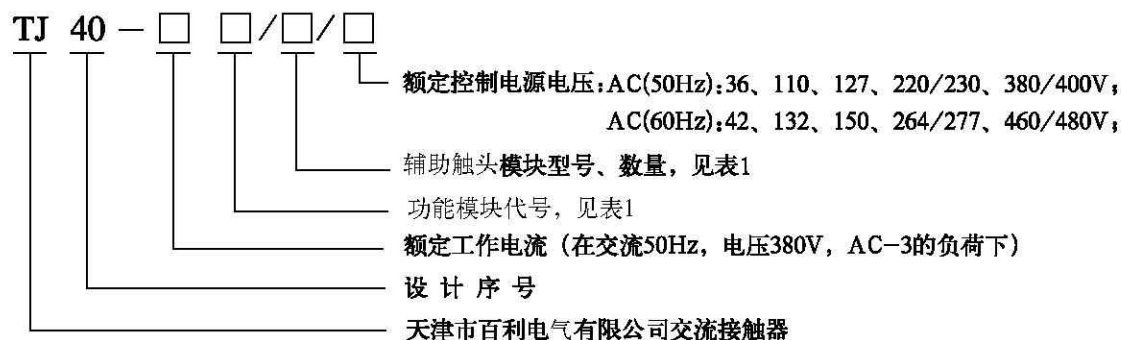 TJ 40－□ □/□/□
额定控制电源电压：AC(50Hz)：36、110、127、220/230、380/400V；
AC(60Hz)：42、132、150、264/277、460/480V；
辅助触头模块型号、数量，见表1
功能模块代号，见表1
额定工作电流（在交流50Hz，电压380V，AC－3的负荷下）
设 计 序 号
天津市百利电气有限公司交流接触器